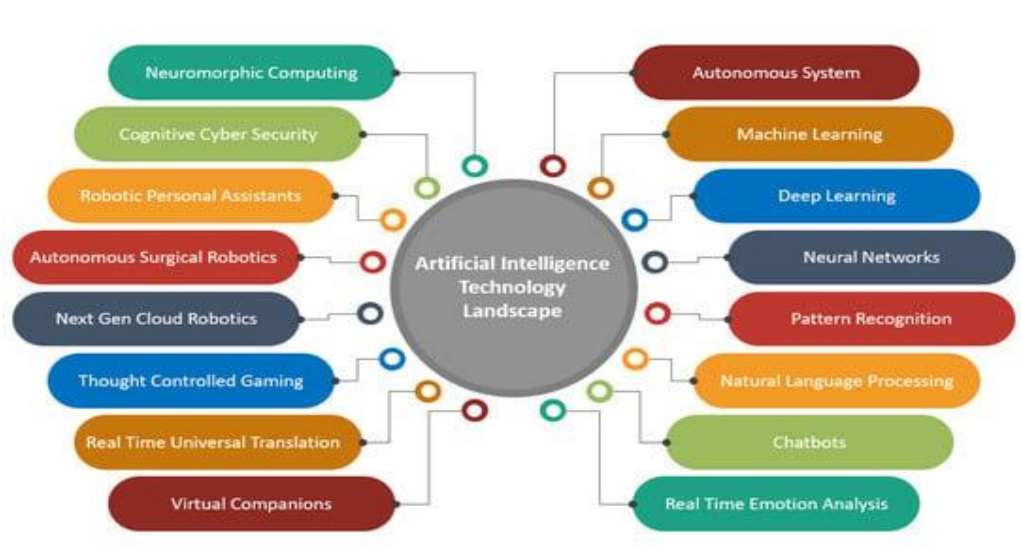 Neuromorphic Computing
Cognitive Cyber Security
Robotic Personal Assistants
Autonomous Surgical Robotics
Next Gen Cloud Robotics
Thought Controlled Gaming
Real Time Universal Translation
Virtual Companions
Artificial Intelligence
Technology
Landscape
Autonomous System
Machine Learning
Deep Learning
Neural Networks
Pattern Recognition
Natural Language Processing
Chatbots
Real Time Emotion Analysis